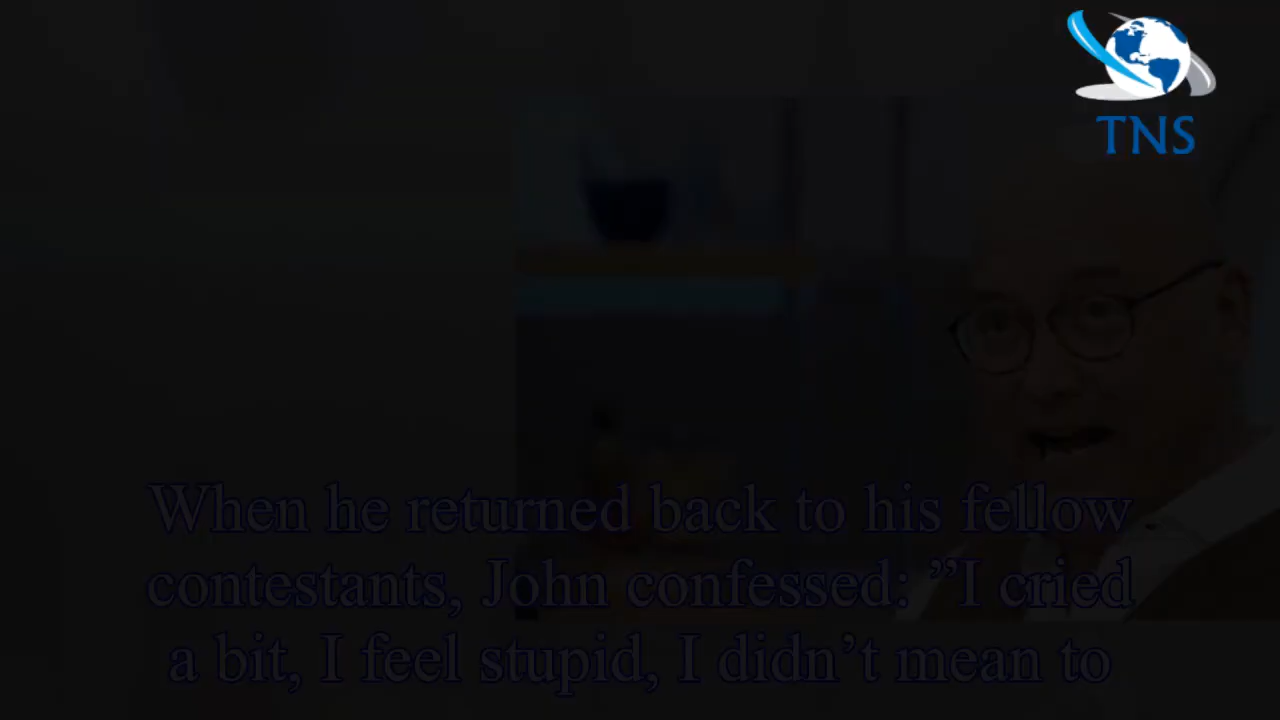 TNS
When he returned back to his fellow
contestants, John confessed: ”I cried
a bit, I feel stupid, I didn’t mean to